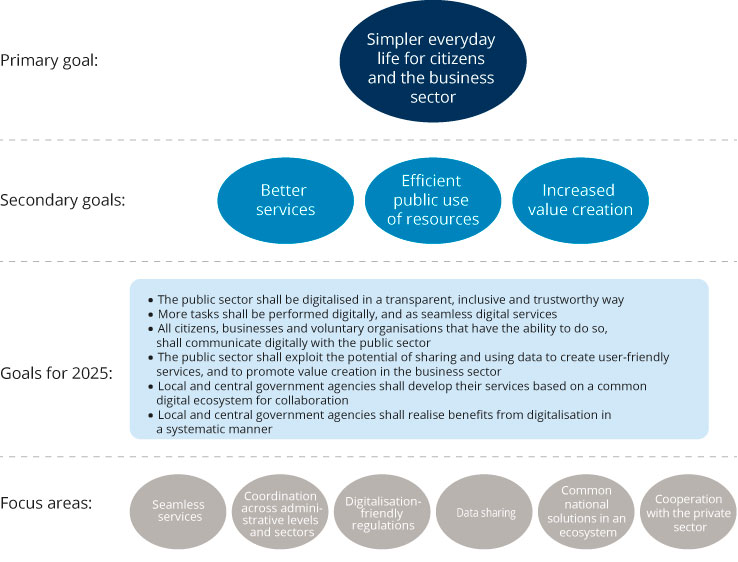 Primary goal:
Simpler everyday
life for citizens
and the business
sector
Secondary goals:
Better
services
Efficient
public use
of resources
Increased
value creation
Goals for 2025:
• The public sector shall be digitalised in a transparent, inclusive and trustworthy way
• More tasks shall be performed digitally, and as seamless digital services
• All citizens, businesses and voluntary organisations that have the ability to do so,
shall communicate digitally with the public sector
• The public sector shall exploit the potential of sharing and using data to create user-friendly
services, and to promote value creation in the business sector
• Local and central government agencies shall develop their services based on a common
digital ecosystem for collaboration
• Local and central government agencies shall realise benefits from digitalisation in
a systematic manner
Focus areas:
Seamless
services
Coordination
across admini-
strative levels
and sectors
Digitalisation-
friendly
regulations
Data sharing
Common
national
solutions in an
ecosystem
Cooperation
with the private
sector